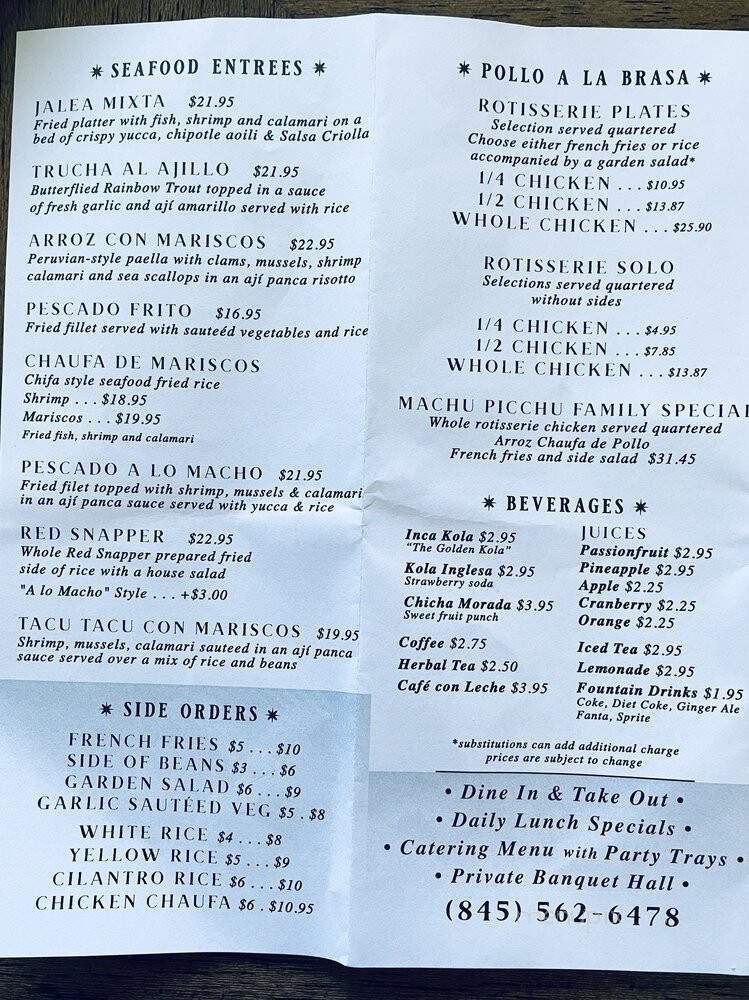 * SEAFOOD ENTREES *
JALEA MIXTA $21.95
Fried platter with fish, shrimp and calamari on a
bed of crispy yucca, chipotle aoili & Salsa Criolla
TRUCHA AL AJILLO $21.95
Butterflied Rainbow Trout topped in a sauce
of fresh garlic and ají amarillo served with rice
ARROZ CON MARISCOS $22.95
Peruvian-style paella with clams, mussels, shrimp
calamari and sea scallops in an ají panca risotto
PESCADO FRITO $16.95
Fried fillet served with sauteéd vegetables and rice
CHAUFA DE MARISCOS
Chifa style seafood fried rice
Shrimp . . . $18.95
Mariscos . . . $19.95
Fried fish, shrimp and calamari
PESCADO A LO MACHO $21.95
Fried filet topped with shrimp, mussels & calamari
in an ají panca sauce served with yucca & rice
RED SNAPPER $22.95
Whole Red Snapper prepared fried
side of rice with a house salad
"A lo Macho" Style . . . +$3.00
TACU TACU CON MARISCOS $19.95
Shrimp, mussels, calamari sauteed in an ají panca
sauce served over a mix of rice and beans
* SIDE ORDERS *
FRENCH FRIES $5 . . . $10
SIDE OF BEANS $3 . . . $6
GARDEN SALAD $6 . . . $9
GARLIC SAUTÉED VEG $5 . $8
WHITE RICE $4 . . . $8
YELLOW RICE $5 . . . $9
CILANTRO RICE $6 . . . $10
CHICKEN CHAUFA $6 . $10.95
* POLLO A LA BRASA *
ROTISSERIE PLATES
Selection served quartered
Choose either french fries or rice
accompanied by a garden salad*
1/4 CHICKEN . . . $10.95
1/2 CHICKEN . . . $13.87
WHOLE CHICKEN . . . $25.90
ROTISSERIE SOLO
Selections served quartered
without sides
1/4 CHICKEN . . . $4.95
1/2 CHICKEN . . . $7.85
WHOLE CHICKEN . . . $13.87
MACHU PICCHU FAMILY SPECIAL
Whole rotisserie chicken served quartered
Arroz Chaufa de Pollo
French fries and side salad $31.45
* BEVERAGES *
Inca Kola $2.95
"The Golden Kola"
Kola Inglesa $2.95
Strawberry soda
Chicha Morada $3.95
Sweet fruit punch
Coffee $2.75
Herbal Tea $2.50
Café con Leche $3.95
JUICES
Passionfruit $2.95
Pineapple $2.95
Apple $2.25
Cranberry $2.25
Orange $2.25
Iced Tea $2.95
Lemonade $2.95
Fountain Drinks $1.95
Coke, Diet Coke, Ginger Ale
Fanta, Sprite
*substitutions can add additional charge
prices are subject to change
• Dine In & Take Out •
• Daily Lunch Specials •
• Catering Menu with Party Trays •
• Private Banquet Hall •
(845) 562-6478